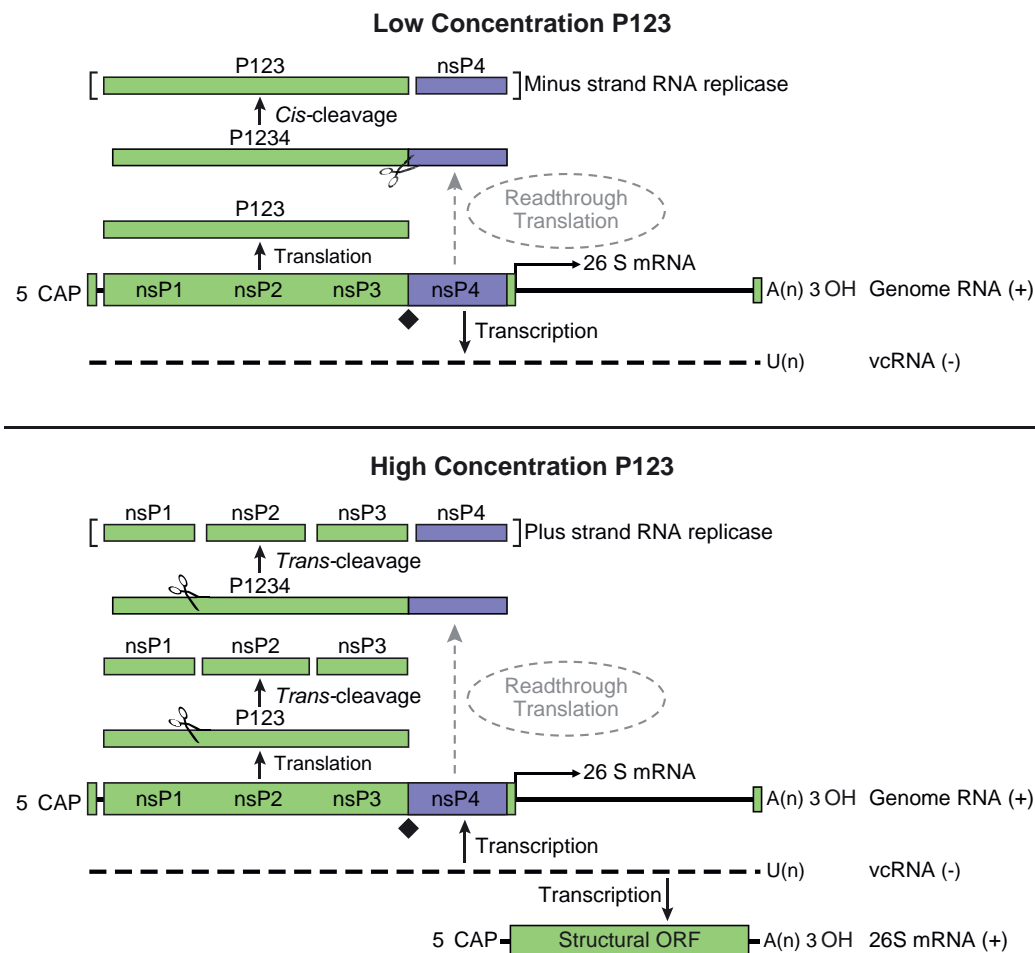 Low Concentration P123
P123 nsP4
[ ] Minus strand RNA replicase
Cis-cleavage
P1234
Readthrough
Translation
P123
Translation
26 S mRNA
5 CAP nsP1 nsP2 nsP3 nsP4 A(n) 3 OH Genome RNA (+)
Transcription
U(n) vcRNA (-)
High Concentration P123
nsP1 nsP2 nsP3 nsP4
[ ] Plus strand RNA replicase
Trans-cleavage
P1234
nsP1 nsP2 nsP3
Trans-cleavage
Readthrough
Translation
P123
Translation
26 S mRNA
5 CAP nsP1 nsP2 nsP3 nsP4 A(n) 3 OH Genome RNA (+)
Transcription
U(n) vcRNA (-)
Transcription
5 CAP Structural ORF A(n) 3 OH 26S mRNA (+)